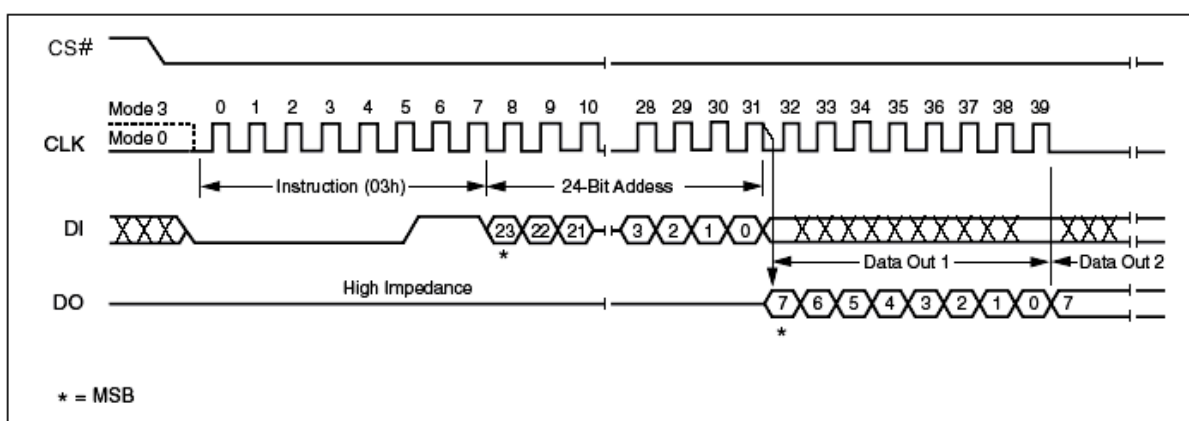 CS#
Mode 3 0 1 2 3 4 5 6 7 8 9 10 28 29 30 31 32 33 34 35 36 37 38 39
CLK Mode 0
Instruction (03h) 24-Bit Addess
DI 23 22 21 3 2 1 0
*
Data Out 1 Data Out 2
High Impedance
DO 7 6 5 4 3 2 1 0 7
*
* = MSB